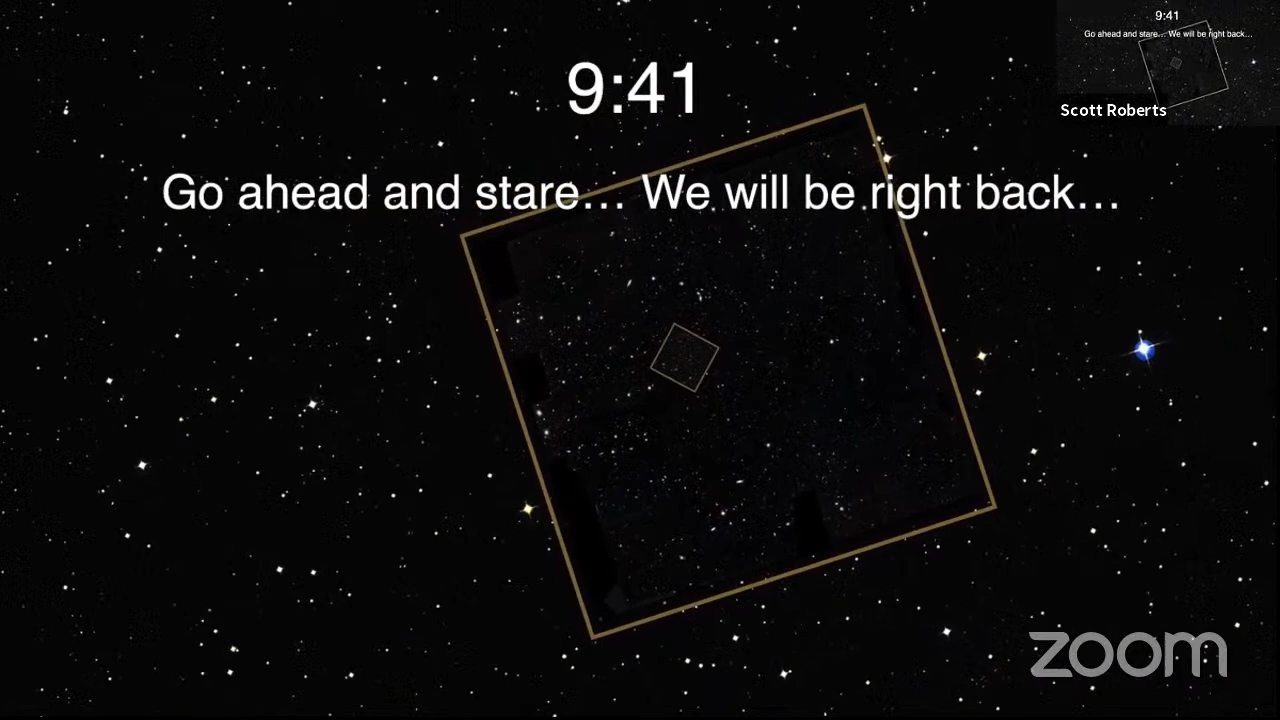 9:41
Go ahead and stare... We will be right back...
9:41
Go ahead and stare... We will be right back...
Scott Roberts
zoom